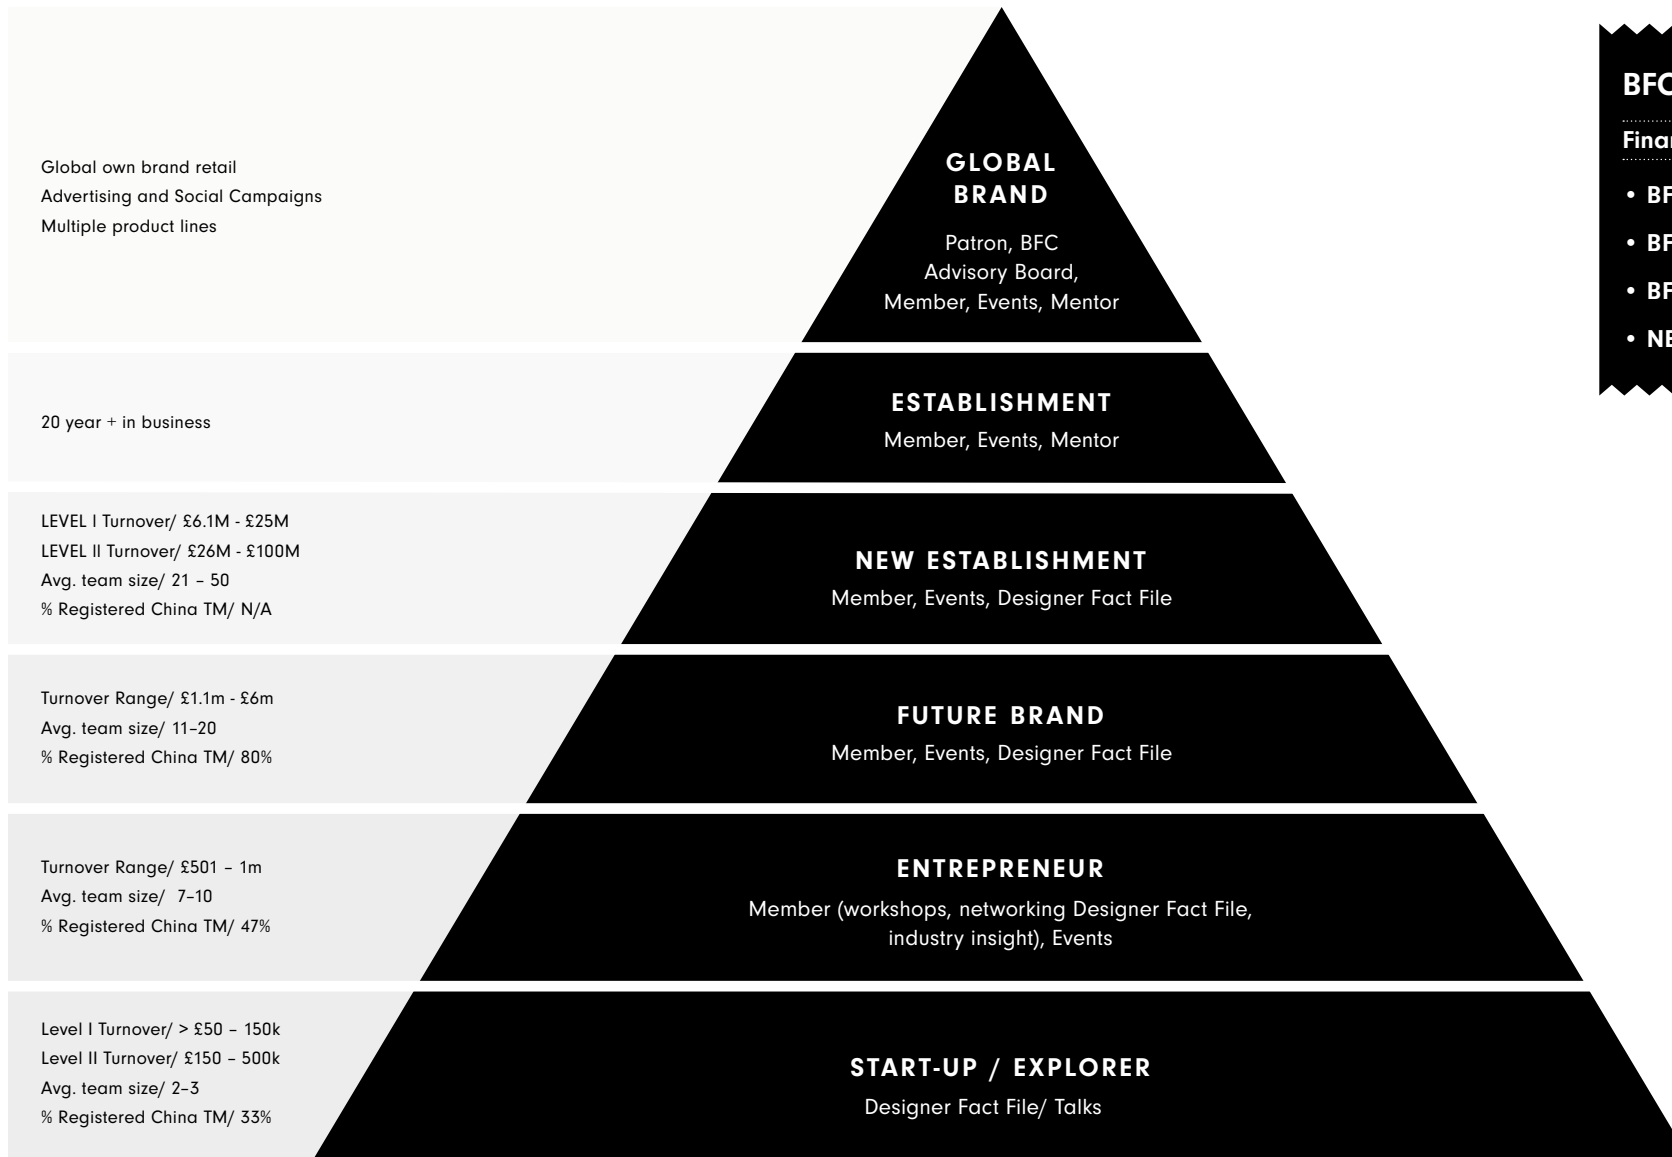 Global own brand retail
Advertising and Social Campaigns
Multiple product lines
GLOBAL
BRAND
Patron, BFC
Advisory Board,
Member, Events, Mentor
20 year + in business
ESTABLISHMENT
Member, Events, Mentor
LEVEL I Turnover/ £6.1M - £25M
LEVEL II Turnover/ £26M - £100M
Avg. team size/ 21 – 50
% Registered China TM/ N/A
NEW ESTABLISHMENT
Member, Events, Designer Fact File
Turnover Range/ £1.1m - £6m
Avg. team size/ 11–20
% Registered China TM/ 80%
FUTURE BRAND
Member, Events, Designer Fact File
Turnover Range/ £501 – 1m
Avg. team size/ 7–10
% Registered China TM/ 47%
ENTREPRENEUR
Member (workshops, networking Designer Fact File,
industry insight), Events
Level I Turnover/ > £50 – 150k
Level II Turnover/ £150 – 500k
Avg. team size/ 2–3
% Registered China TM/ 33%
START-UP / EXPLORER
Designer Fact File/ Talks
BFC